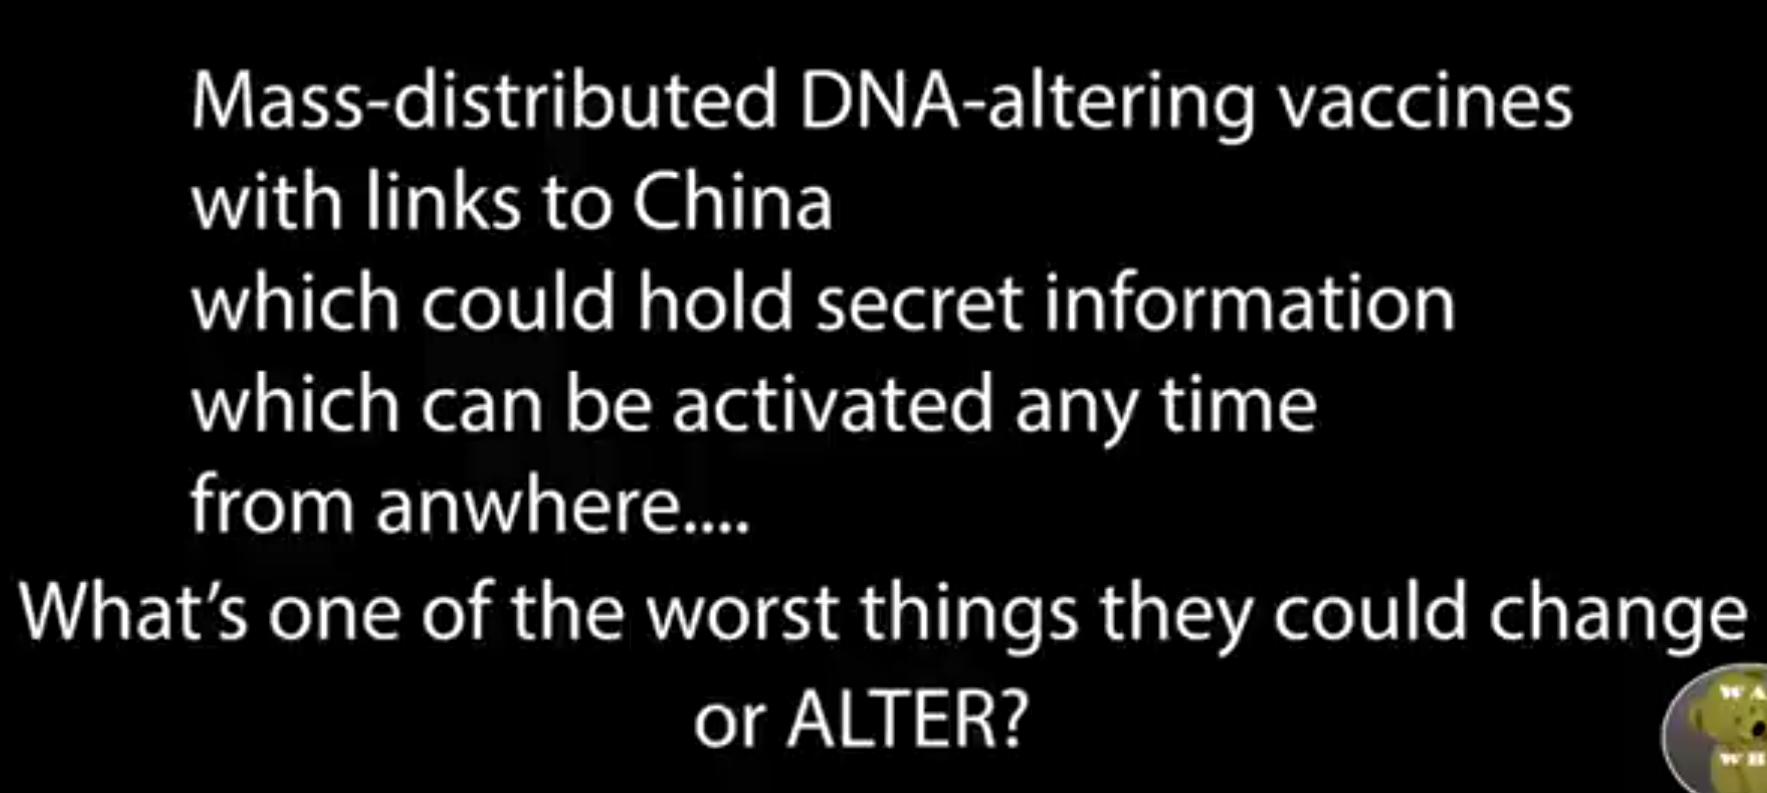 Mass-distributed DNA-altering vaccines
with links to China
which could hold secret information
which can be activated any time
from anwhere....
What's one of the worst things they could change
or ALTER?